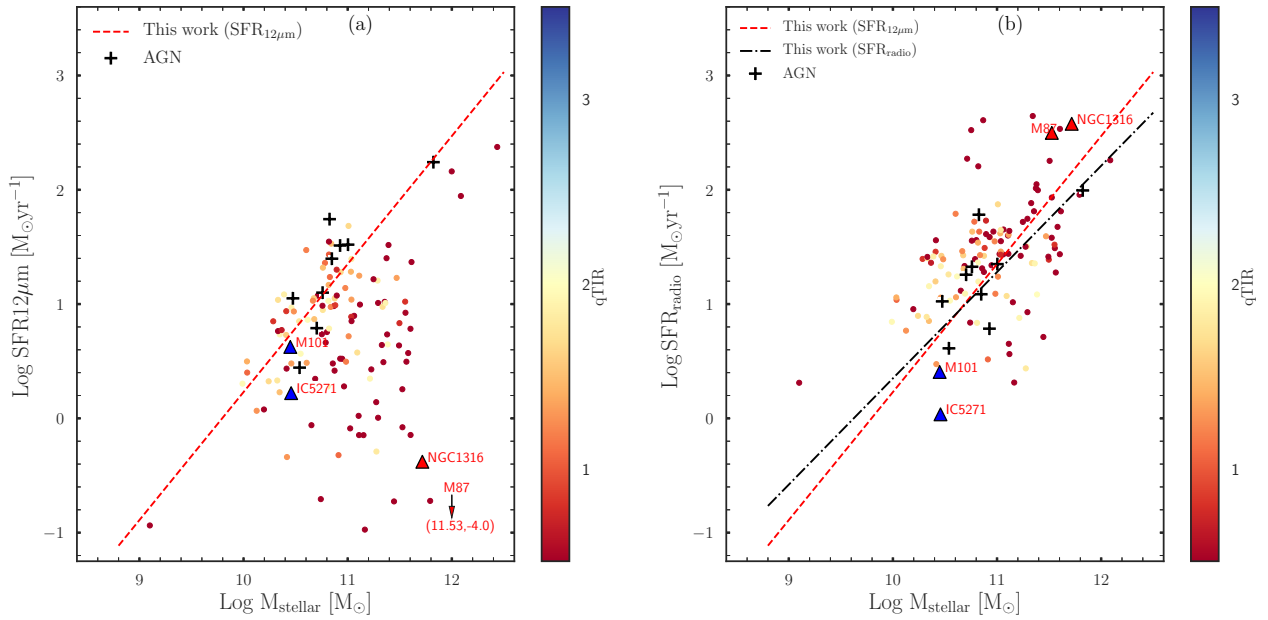 (a)
This work (SFR₁₂μm)
AGN
3
2
1
0
−1
Log SFR12μm [M⊙yr⁻¹]
M101
IC5271
NGC1316
M87
(11.53,-4.0)
9 10 11 12
Log Mstellar [M⊙]
3
2
1
qTIR
(b)
This work (SFR₁₂μm)
This work (SFRradio)
AGN
3
2
1
0
−1
Log SFRradio [M⊙yr⁻¹]
NGC1316
M87
M101
IC5271
9 10 11 12
Log Mstellar [M⊙]
3
2
1
qTIR